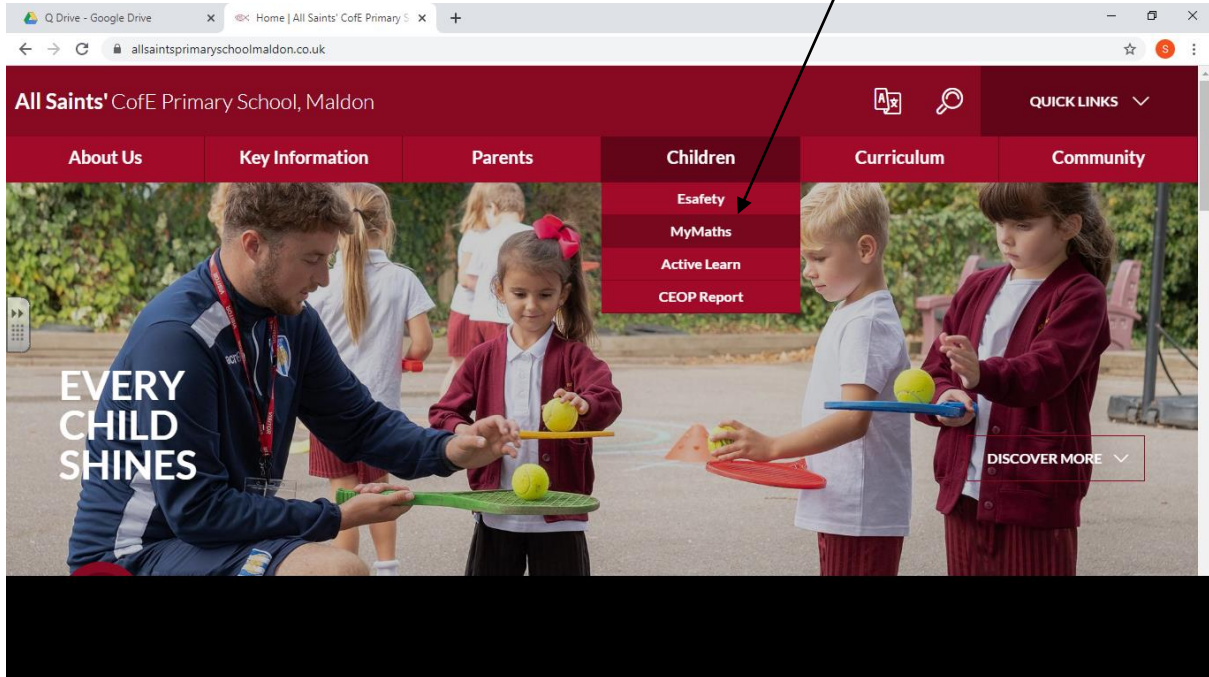 Q Drive - Google Drive
Home | All Saints' CofE Primary S
allsaintsprimaryschoolmaldon.co.uk
S
All Saints' CofE Primary School, Maldon
QUICK LINKS
About Us Key Information Parents Children Curriculum Community
Esafety
MyMaths
Active Learn
CEOP Report
EVERY
CHILD
SHINES
DISCOVER MORE